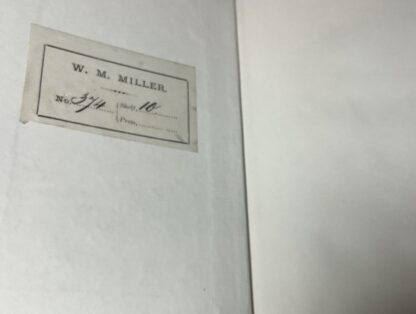 W. M. MILLER.
No. 374 Shelf, 10
Press,